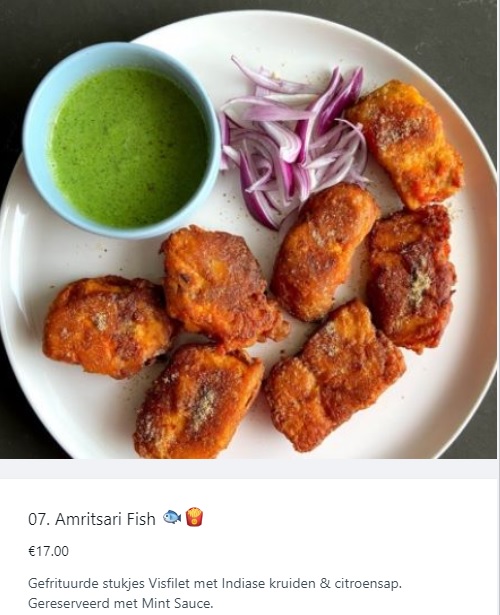 07. Amritsari Fish 🐟🍟
€17.00
Gefrituurde stukjes Visfilet met Indiase kruiden & citroensap.
Gereserveerd met Mint Sauce.